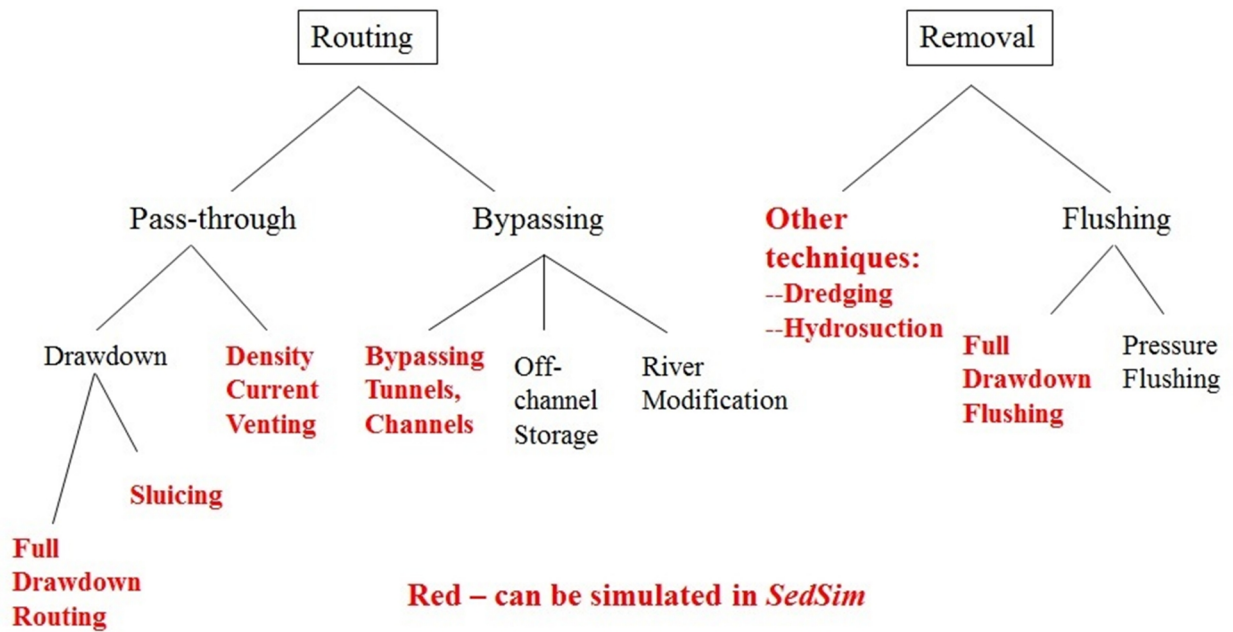 Routing
Removal
Pass-through
Bypassing
Other
techniques:
--Dredging
--Hydrosuction
Flushing
Drawdown
Density
Current
Venting
Bypassing
Tunnels,
Channels
Off-
channel
Storage
River
Modification
Full
Drawdown
Flushing
Pressure
Flushing
Sluicing
Full
Drawdown
Routing
Red – can be simulated in SedSim